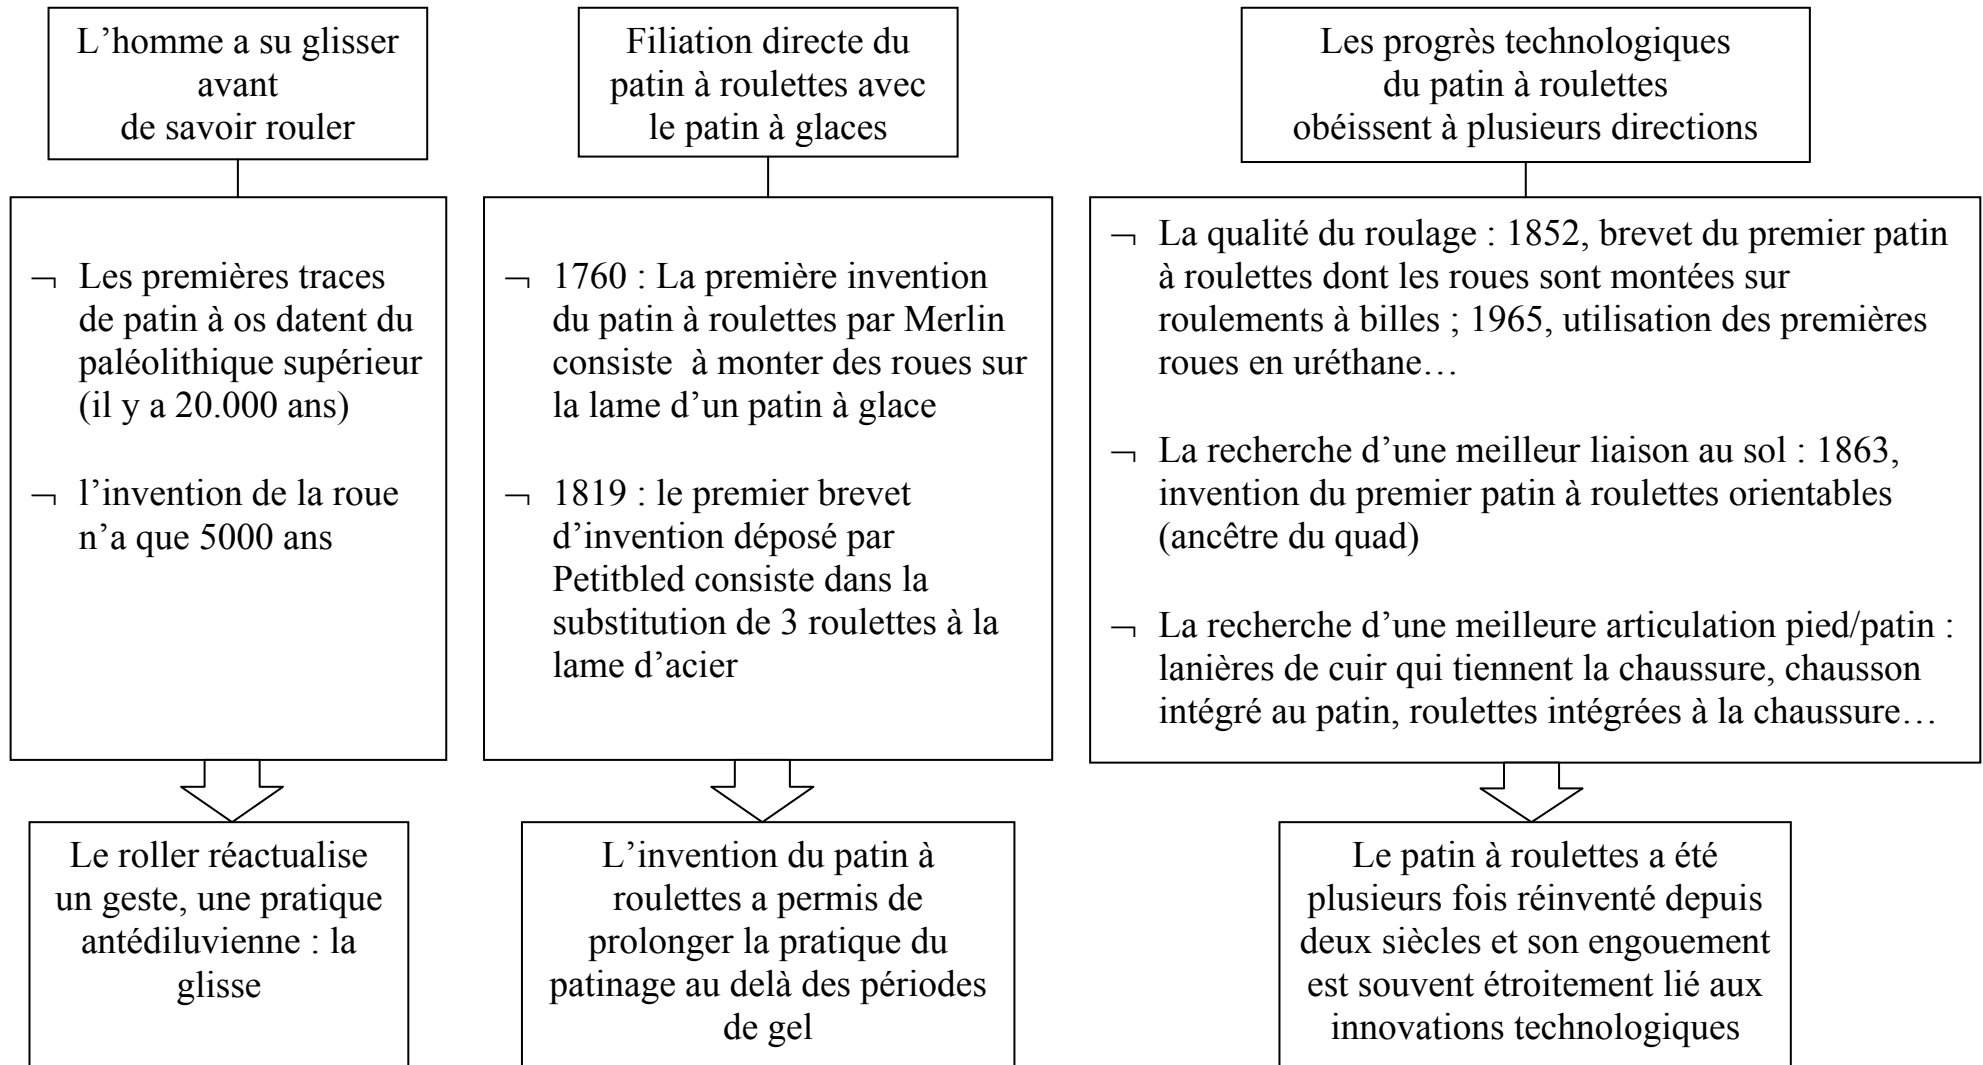 L’homme a su glisser
avant
de savoir rouler
¬ Les premières traces
de patin à os datent du
paléolithique supérieur
(il y a 20.000 ans)
¬ l’invention de la roue
n’a que 5000 ans
Le roller réactualise
un geste, une pratique
antédiluvienne : la
glisse
Filiation directe du
patin à roulettes avec
le patin à glaces
¬ 1760 : La première invention
du patin à roulettes par Merlin
consiste à monter des roues sur
la lame d’un patin à glace
¬ 1819 : le premier brevet
d’invention déposé par
Petitbled consiste dans la
substitution de 3 roulettes à la
lame d’acier
L’invention du patin à
roulettes a permis de
prolonger la pratique du
patinage au delà des périodes
de gel
Les progrès technologiques
du patin à roulettes
obéissent à plusieurs directions
¬ La qualité du roulage : 1852, brevet du premier patin
à roulettes dont les roues sont montées sur
roulements à billes ; 1965, utilisation des premières
roues en uréthane…
¬ La recherche d’une meilleur liaison au sol : 1863,
invention du premier patin à roulettes orientables
(ancêtre du quad)
¬ La recherche d’une meilleure articulation pied/patin :
lanières de cuir qui tiennent la chaussure, chausson
intégré au patin, roulettes intégrées à la chaussure…
Le patin à roulettes a été
plusieurs fois réinventé depuis
deux siècles et son engouement
est souvent étroitement lié aux
innovations technologiques